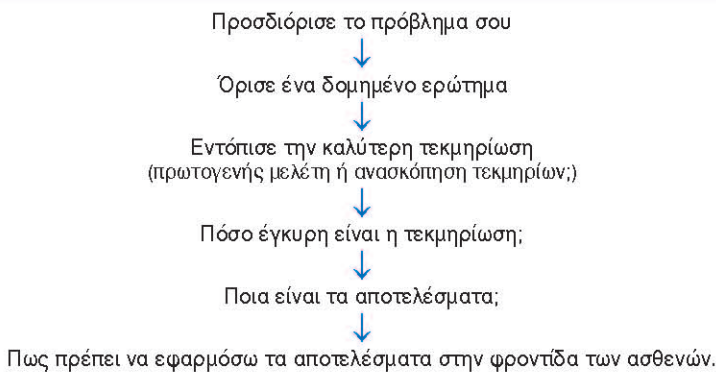 Προσδιόρισε το πρόβλημα σου
Όρισε ένα δομημένο ερώτημα
Εντόπισε την καλύτερη τεκμηρίωση
(πρωτογενής μελέτη ή ανασκόπηση τεκμηρίων;)
Πόσο έγκυρη είναι η τεκμηρίωση;
Ποια είναι τα αποτελέσματα;
Πως πρέπει να εφαρμόσω τα αποτελέσματα στην φροντίδα των ασθενών.